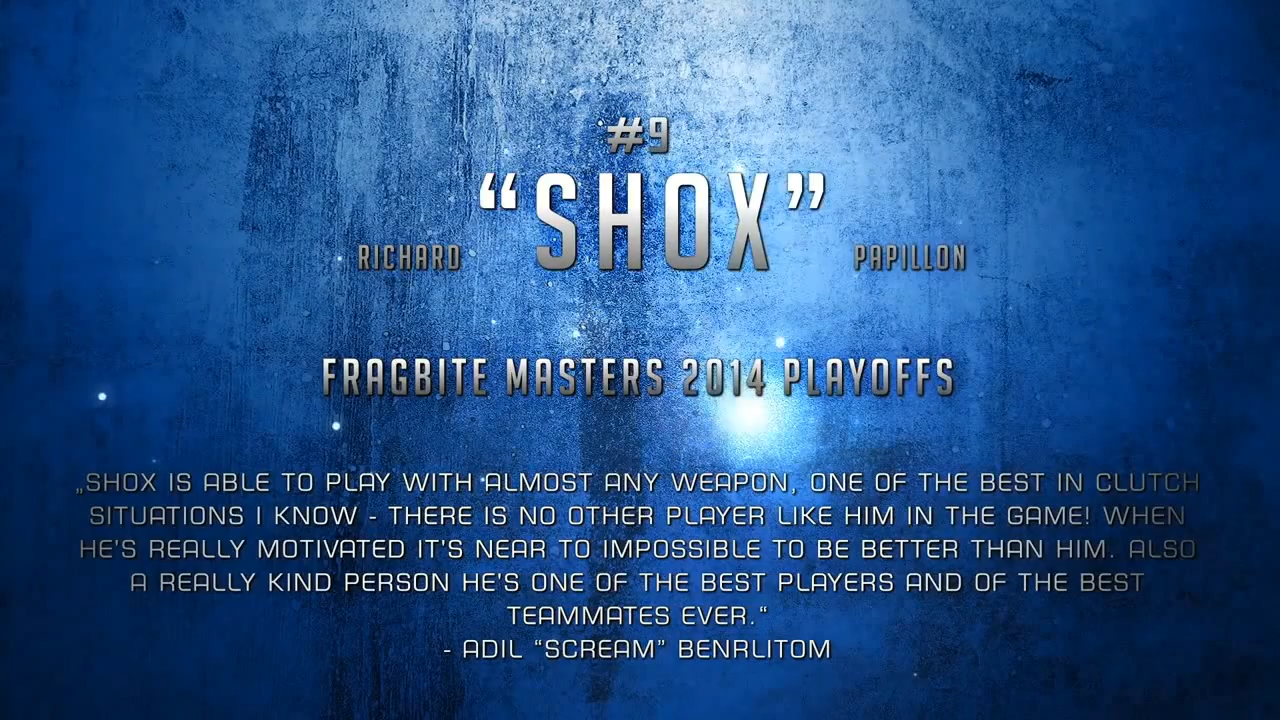 #9
RICHARD “SHOX” PAPILLON
FRAGBITE MASTERS 2014 PLAYOFFS
„SHOX IS ABLE TO PLAY WITH ALMOST ANY WEAPON, ONE OF THE BEST IN CLUTCH
SITUATIONS I KNOW - THERE IS NO OTHER PLAYER LIKE HIM IN THE GAME! WHEN
HE'S REALLY MOTIVATED IT'S NEAR TO IMPOSSIBLE TO BE BETTER THAN HIM. ALSO
A REALLY KIND PERSON HE'S ONE OF THE BEST PLAYERS AND OF THE BEST
TEAMMATES EVER.“
- ADIL “SCREAM” BENRLITOM